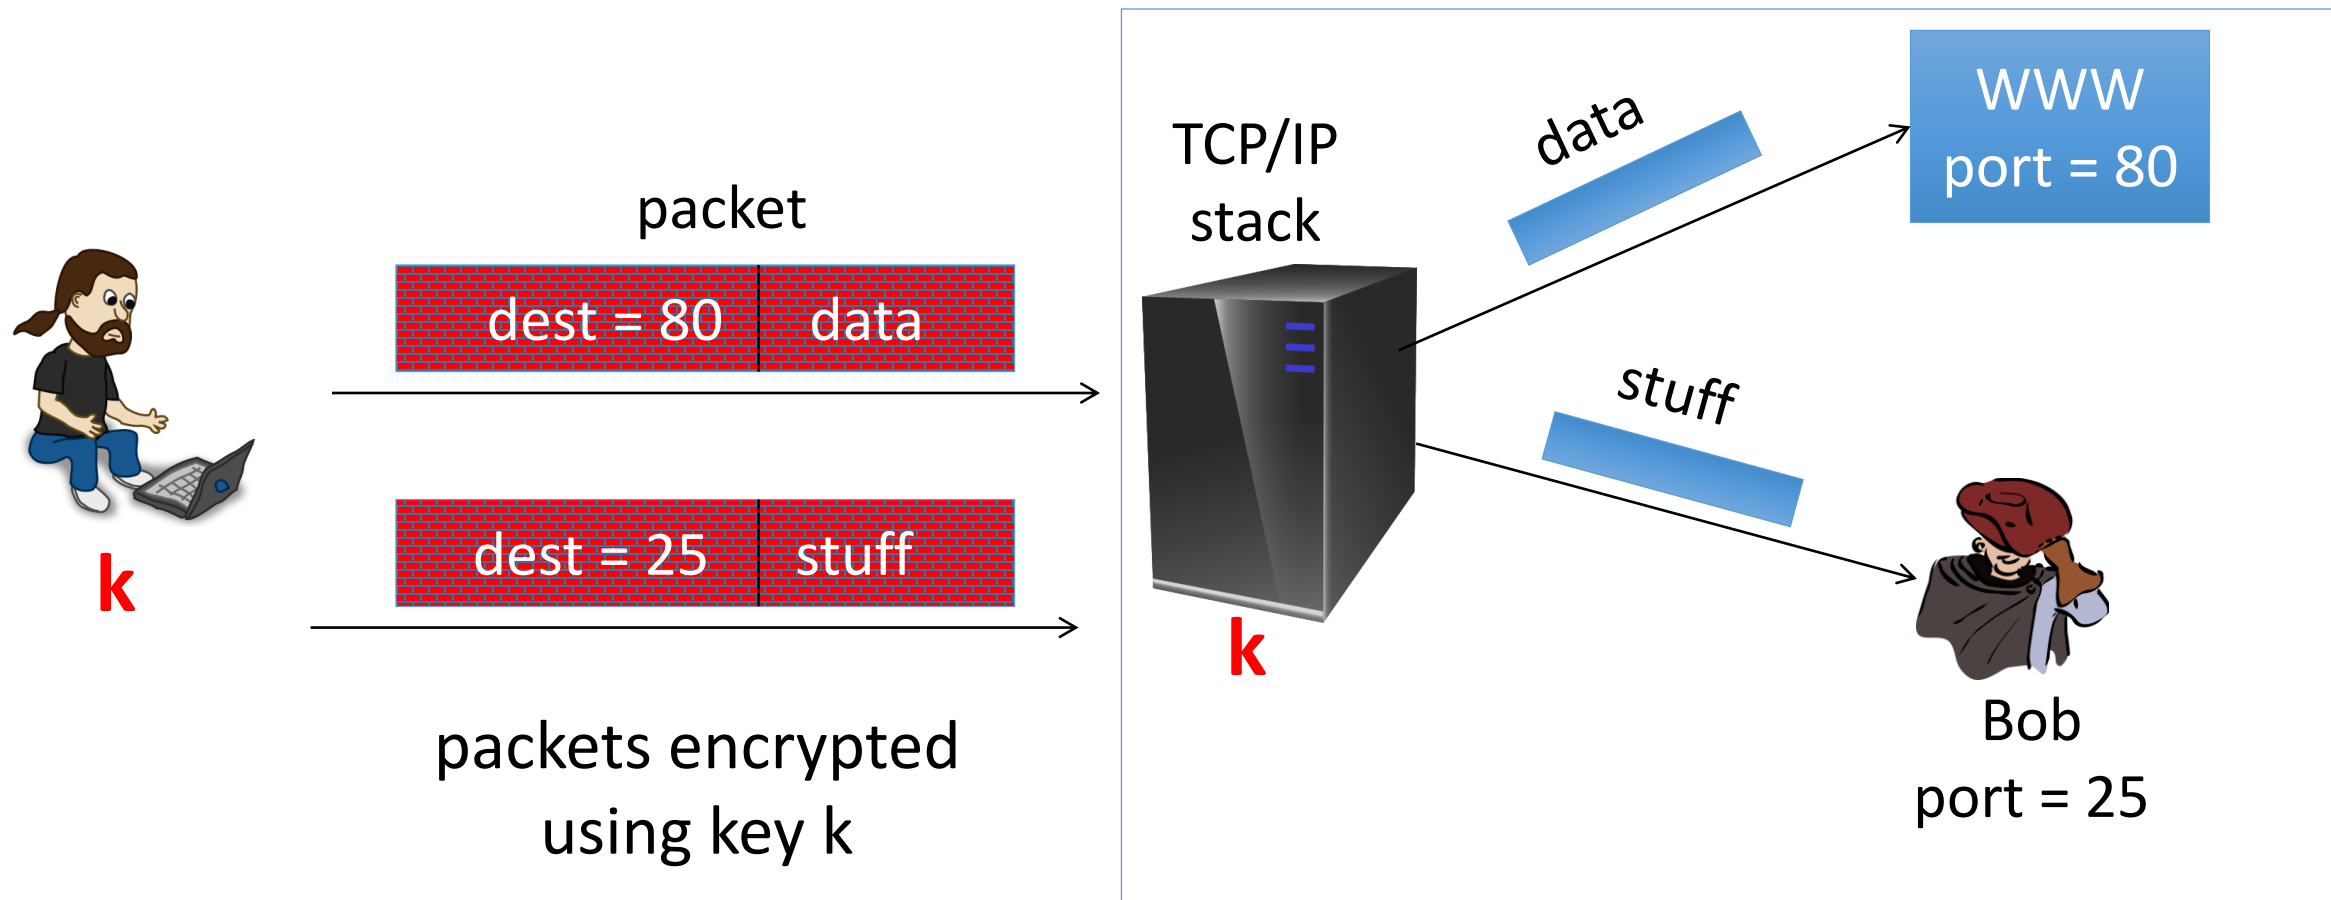 packet
dest = 80 data
k
dest = 25 stuff
packets encrypted
using key k
TCP/IP
stack
k
data
WWW
port = 80
stuff
Bob
port = 25